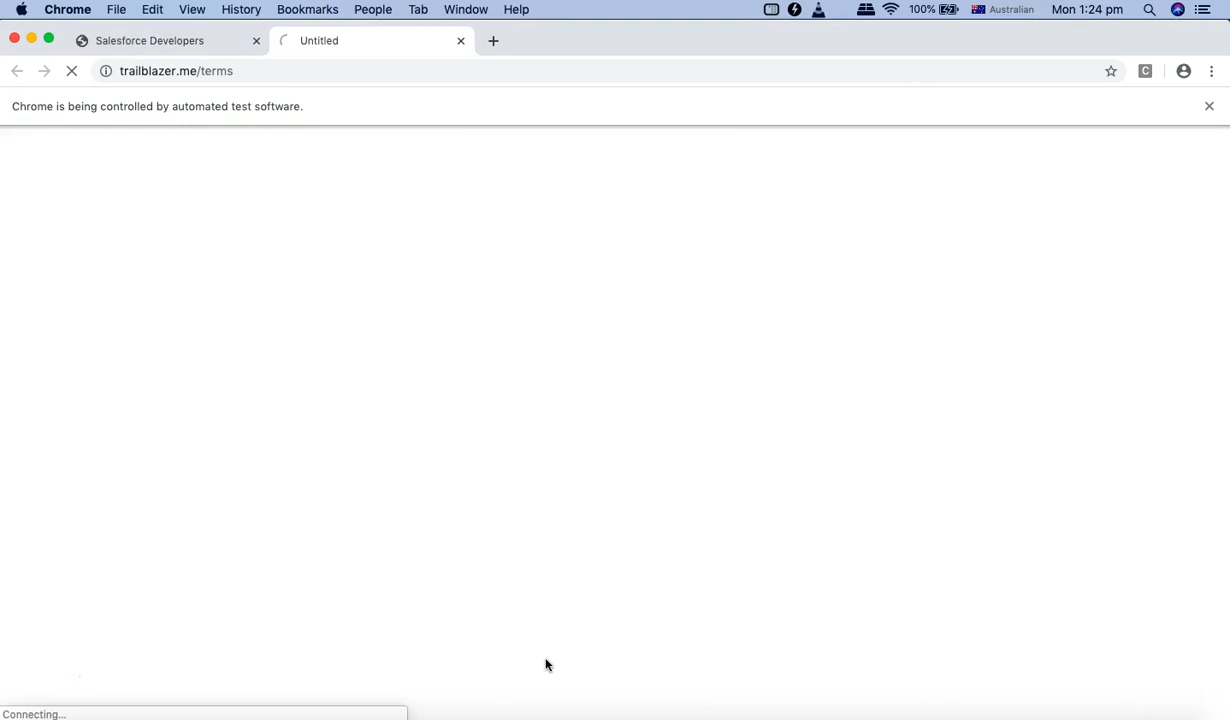 Chrome File Edit View History Bookmarks People Tab Window Help 100% Australian Mon 1:24 pm
Salesforce Developers Untitled
trailblazer.me/terms C
Chrome is being controlled by automated test software.
Connecting...